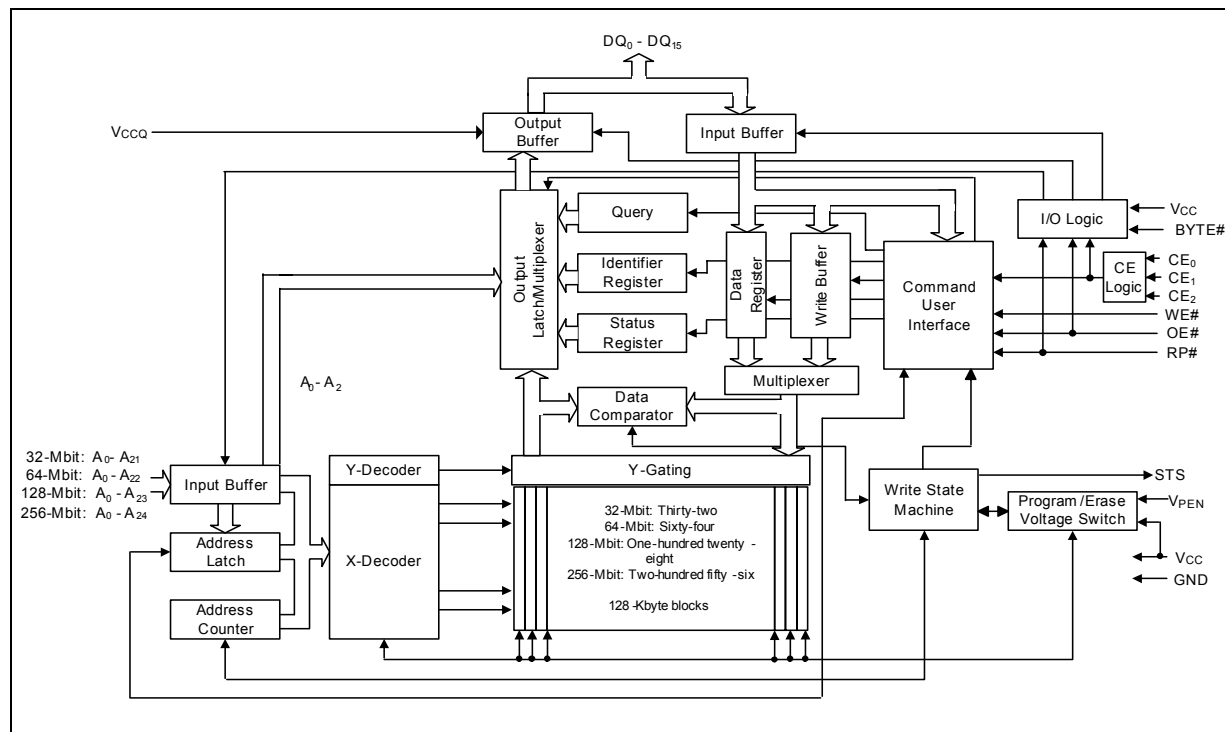 DQ0 - DQ15
Output
Buffer
Input Buffer
VCCQ
I/O Logic
VCC
BYTE#
Output
Latch/Multiplexer
Query
Identifier
Register
Status
Register
Data
Register
Write Buffer
Command
User
Interface
CE
Logic
CE0
CE1
CE2
WE#
OE#
RP#
Multiplexer
A0 - A2
Data
Comparator
32-Mbit: A0 - A21
64-Mbit: A0 - A22
128-Mbit: A0 - A23
256-Mbit: A0 - A24
Input Buffer
Y-Decoder
Y-Gating
Write State
Machine
STS
Program/Erase
Voltage Switch
VPEN
VCC
GND
Address
Latch
X-Decoder
32-Mbit: Thirty-two
64-Mbit: Sixty-four
128-Mbit: One-hundred twenty -
eight
256-Mbit: Two-hundred fifty -six
128-Kbyte blocks
Address
Counter